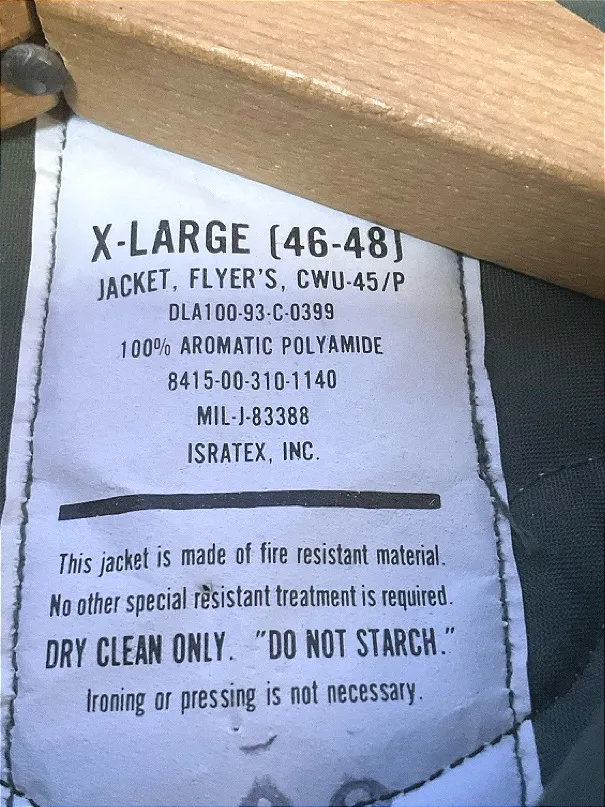 X-LARGE (46-48)
JACKET, FLYER'S, CWU-45/P
DLA100-93-C-0399
100% AROMATIC POLYAMIDE
8415-00-310-1140
MIL-J-83388
ISRATEX, INC.
This jacket is made of fire resistant material.
No other special resistant treatment is required.
DRY CLEAN ONLY. "DO NOT STARCH."
Ironing or pressing is not necessary.